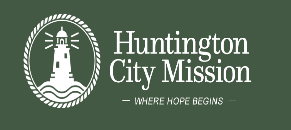 Huntington
City Mission
— WHERE HOPE BEGINS —